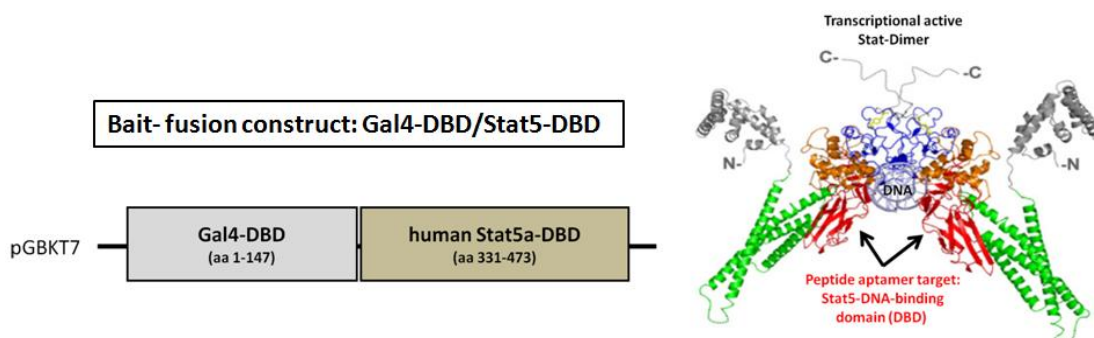 Bait- fusion construct: Gal4-DBD/Stat5-DBD
pGBKT7
Gal4-DBD
(aa 1-147)
human Stat5a-DBD
(aa 331-473)
Transcriptional active
Stat-Dimer
C-
-C
N-
-N
DNA
Peptide aptamer target:
Stat5-DNA-binding
domain (DBD)